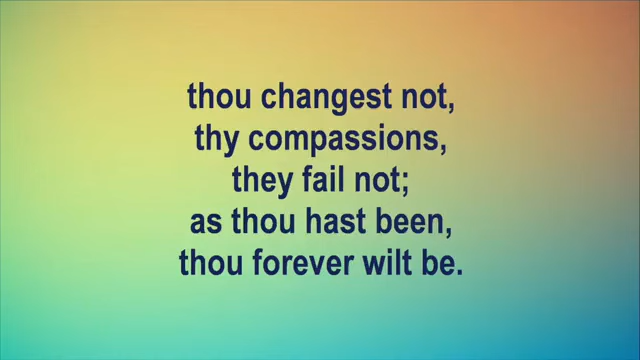 thou changest not,
thy compassions,
they fail not;
as thou hast been,
thou forever wilt be.